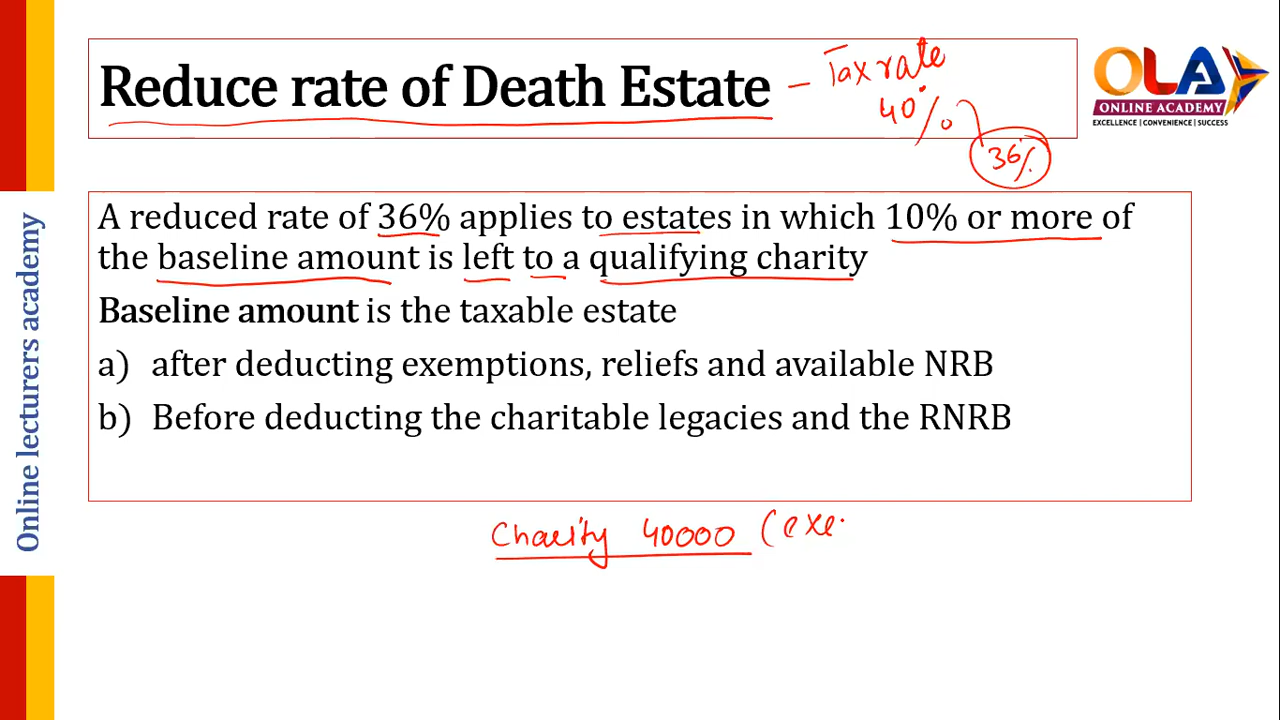 Reduce rate of Death Estate - Tax rate
40%
36%
OLA
ONLINE ACADEMY
EXCELLENCE | CONVENIENCE | SUCCESS
A reduced rate of 36% applies to estates in which 10% or more of
the baseline amount is left to a qualifying charity
Baseline amount is the taxable estate
a) after deducting exemptions, reliefs and available NRB
b) Before deducting the charitable legacies and the RNRB
Charity 40000 (exe
Online lecturers academy